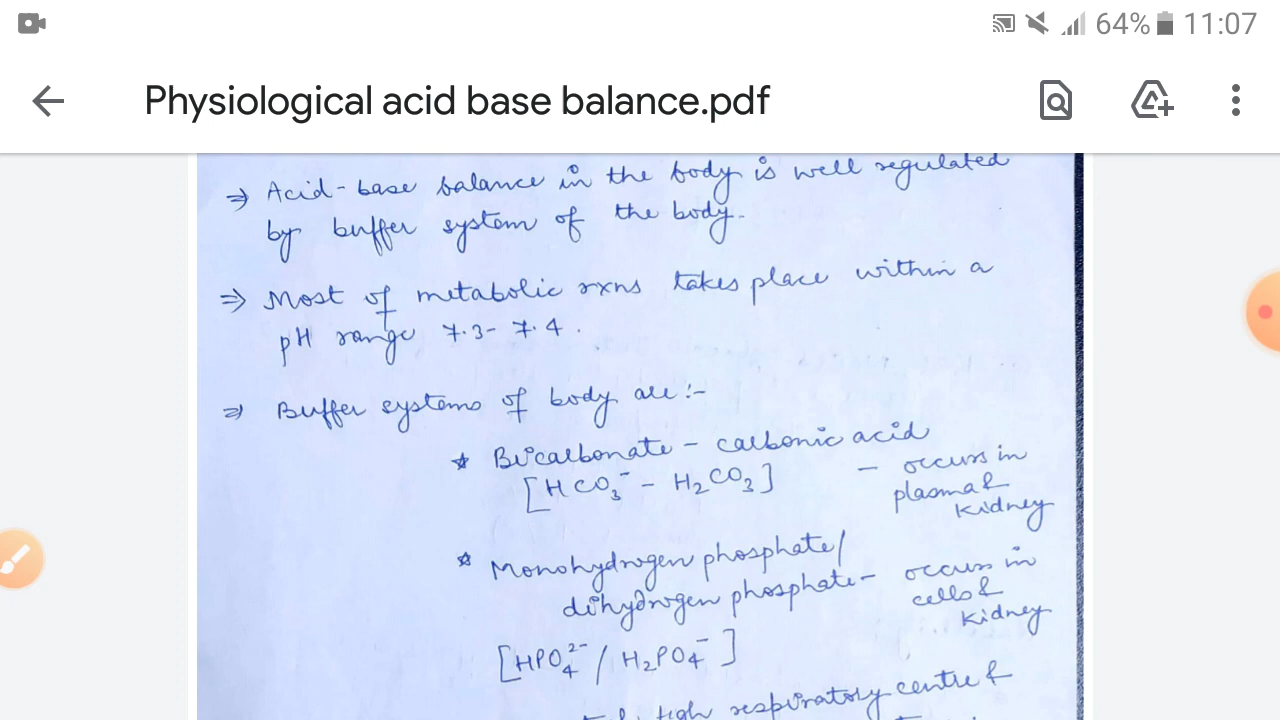 64% 11:07
Physiological acid base balance.pdf
⇒ Acid-base balance in the body is well regulated
by buffer system of the body.
⇒ Most of metabolic rxns takes place within a
pH range 7.3- 7.4.
⇒ Buffer systems of body are :-
* Bicarbonate - carbonic acid
[HCO₃⁻ - H₂CO₃] - occurs in
plasma &
kidney
* Monohydrogen phosphate/
dihydrogen phosphate - occurs in
cells &
kidney
[HPO₄²⁻ / H₂PO₄⁻]
respiratory centre &